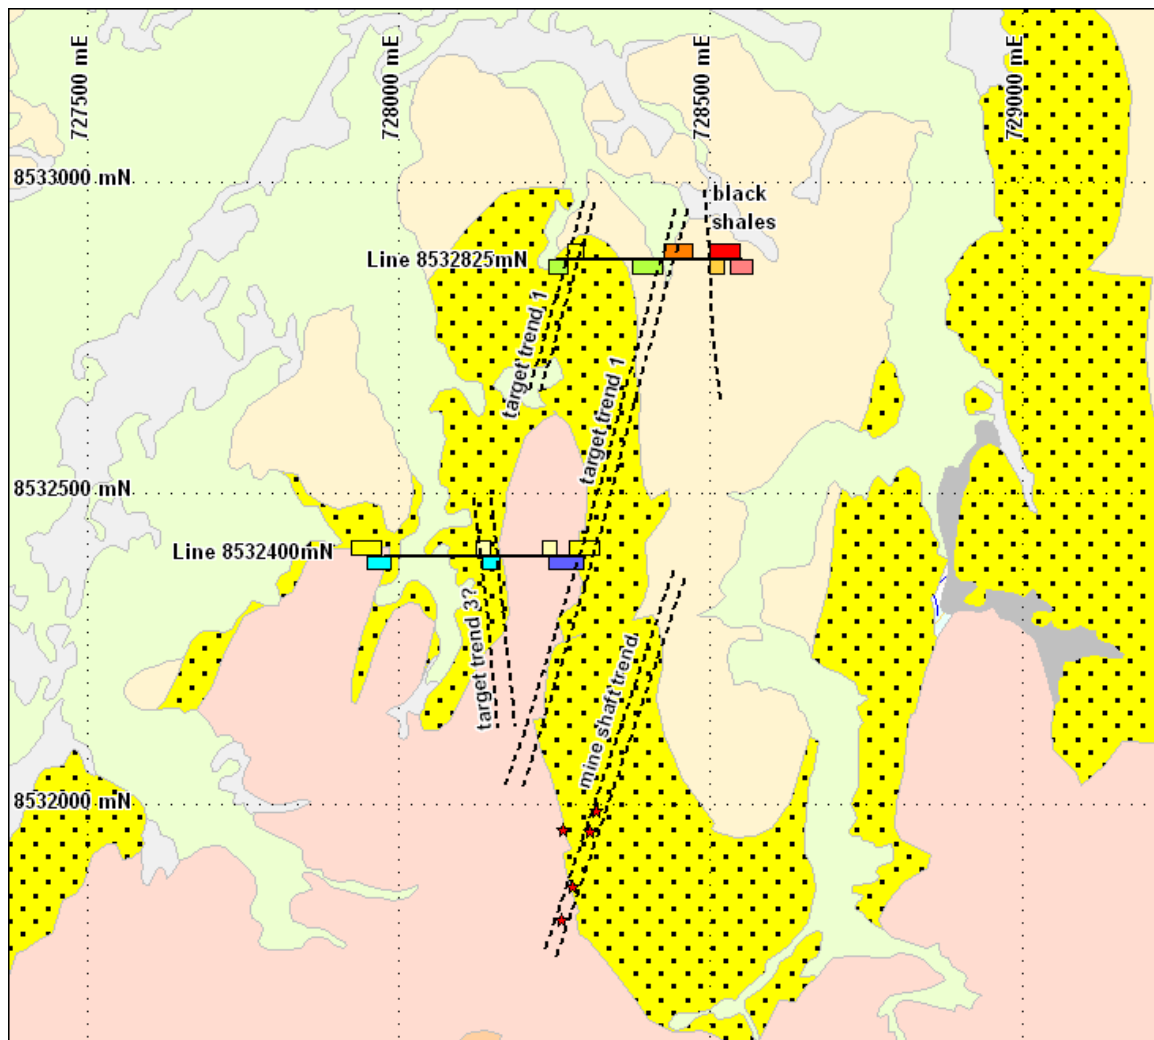 727500 mE
728000 mE
728500 mE
729000 mE
8533000 mN
black
shales
Line 8532825mN
target trend 1
target trend 1
8532500 mN
Line 8532400mN
target trend 3?
mine shaft trend
8532000 mN